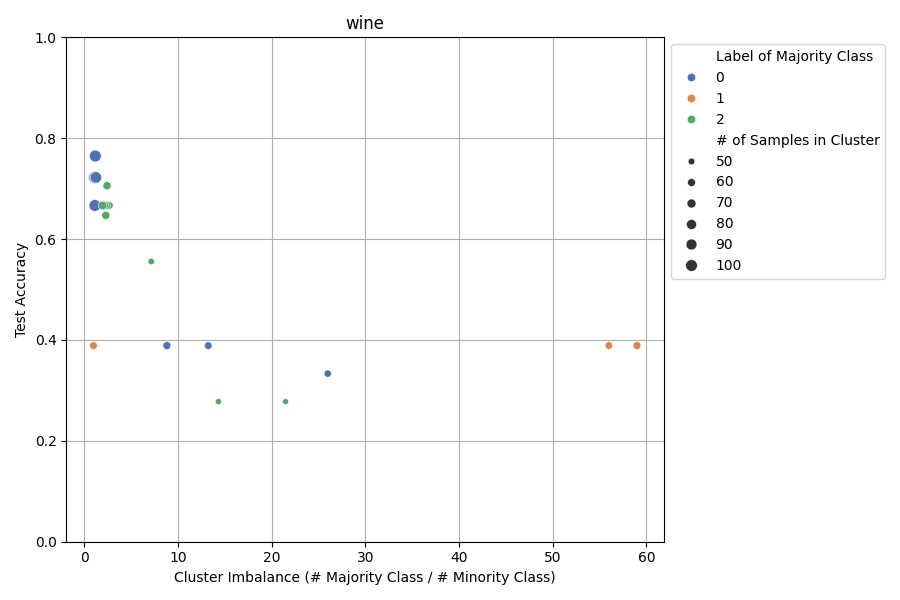 wine
1.0
0.8
0.6
0.4
0.2
0.0
Test Accuracy
0 10 20 30 40 50 60
Cluster Imbalance (# Majority Class / # Minority Class)
Label of Majority Class
0
1
2
# of Samples in Cluster
50
60
70
80
90
100